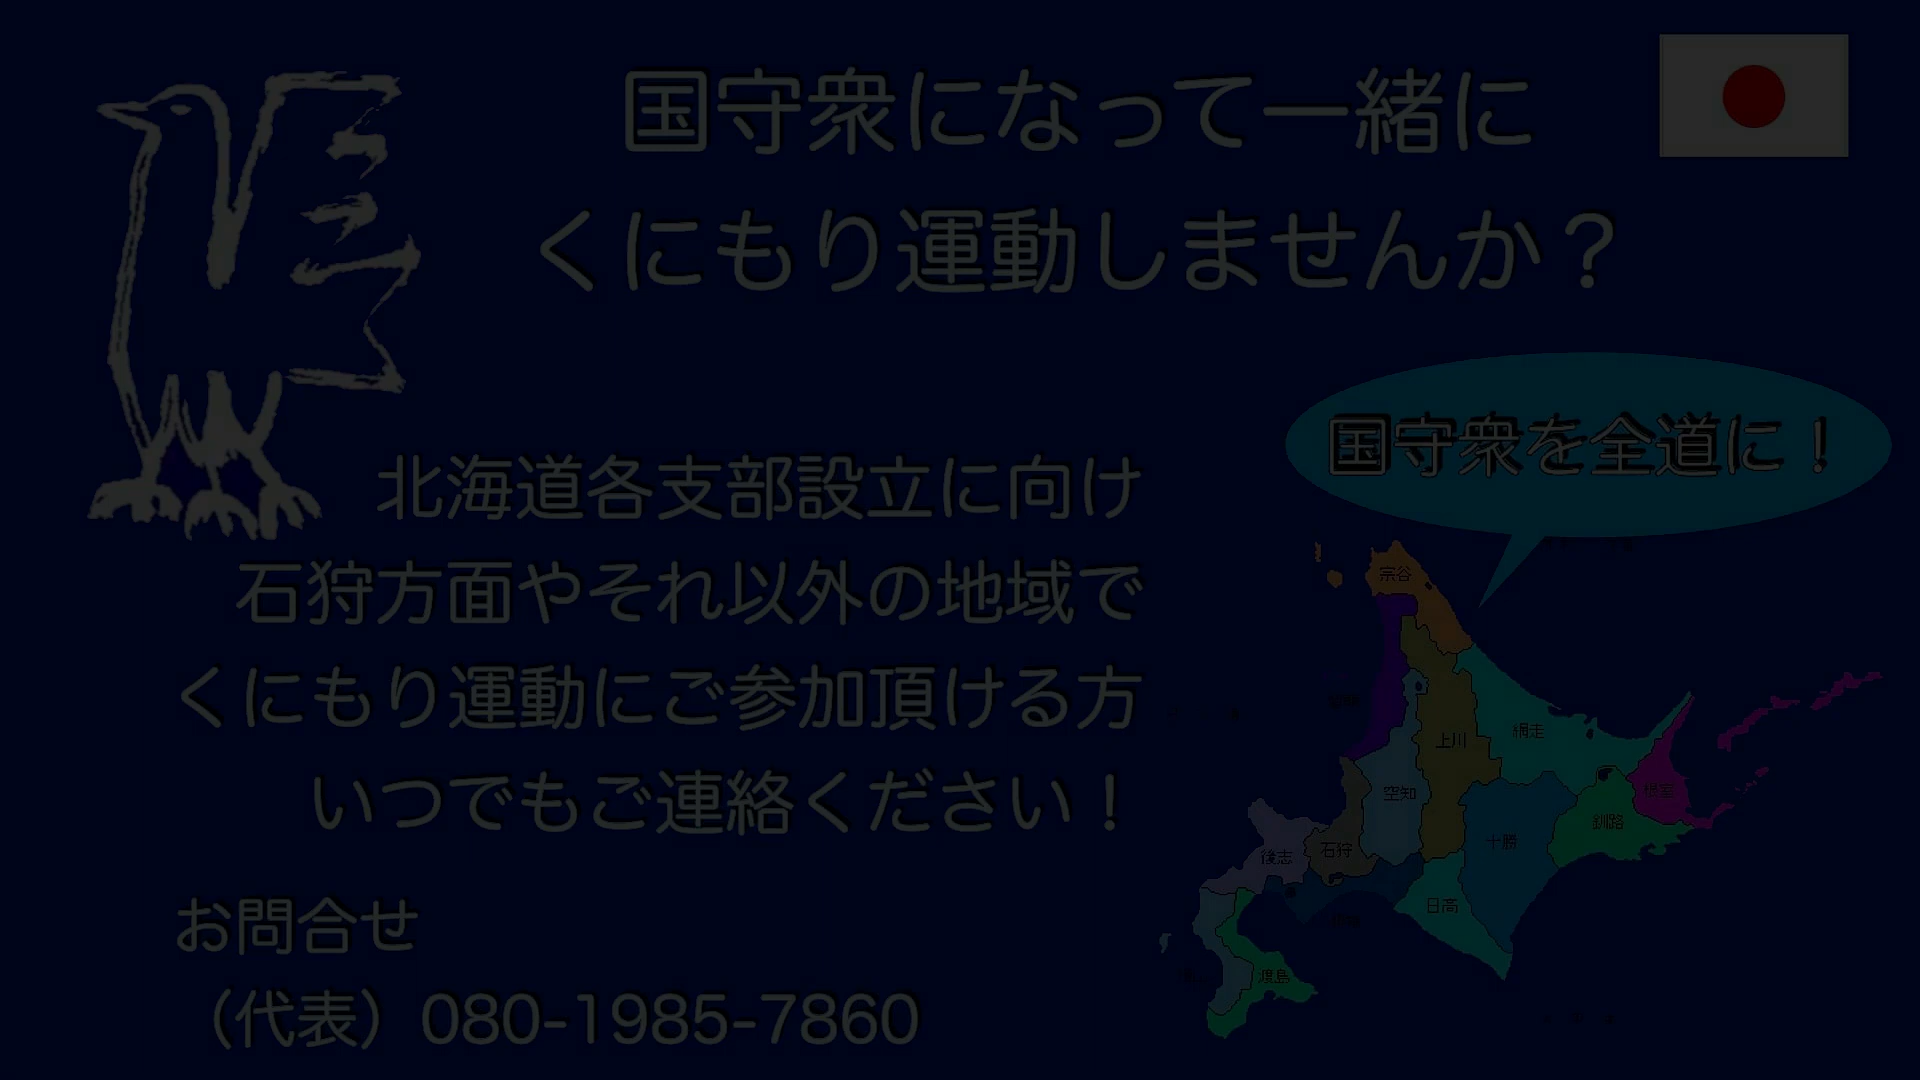 国守衆になって一緒に
くにもり運動しませんか？
国守衆を全道に！
北海道各支部設立に向け
石狩方面やそれ以外の地域で
くにもり運動にご参加頂ける方
いつでもご連絡ください！
お問合せ
（代表）080-1985-7860
宗谷
上川
網走
根室
空知
釧路
十勝
石狩
後志
日高
渡島